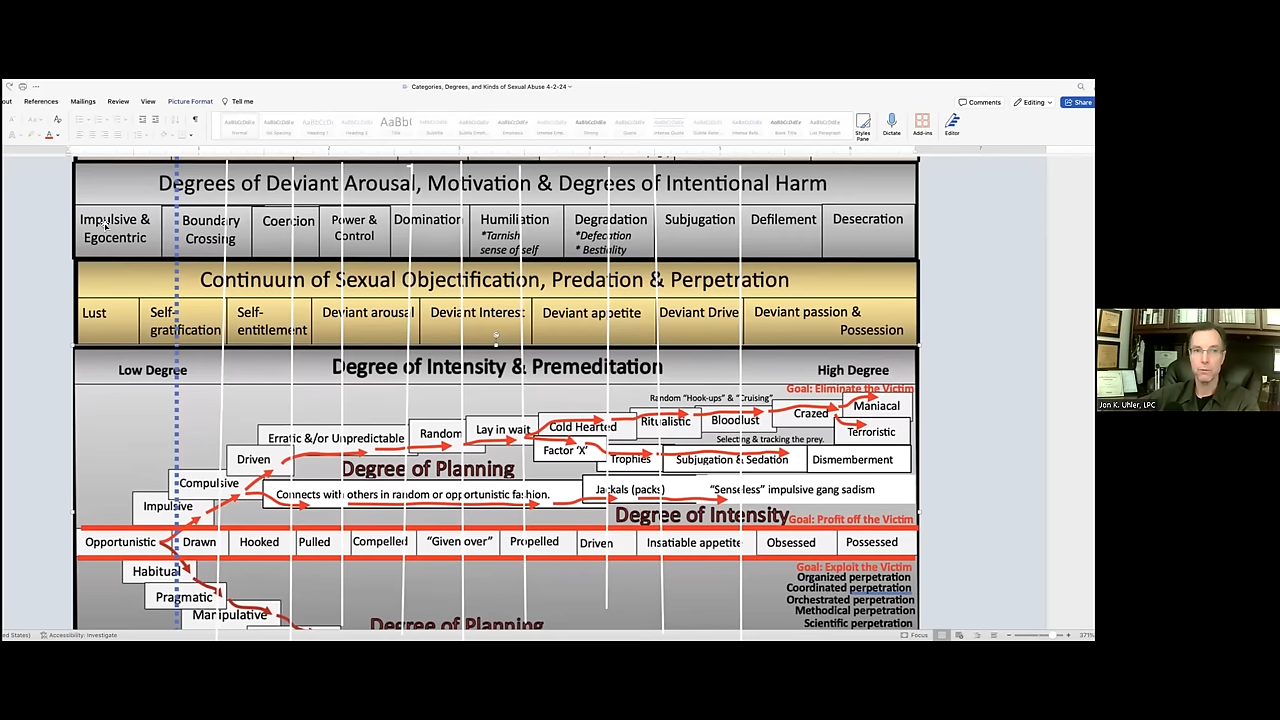 Categories, Degrees, and Kinds of Sexual Abuse 4-2-24
out References Mailings Review View Picture Format Tell me
Comments Editing Share
Styles Pane Dictate Add-ins Editor
Degrees of Deviant Arousal, Motivation & Degrees of Intentional Harm
Impulsive & Egocentric
Boundary Crossing
Coercion
Power & Control
Domination
Humiliation
*Tarnish sense of self
Degradation
*Defecation
* Bestiality
Subjugation
Defilement
Desecration
Continuum of Sexual Objectification, Predation & Perpetration
Lust
Self-gratification
Self-entitlement
Deviant arousal
Deviant Interest
Deviant appetite
Deviant Drive
Deviant passion & Possession
Low Degree
Degree of Intensity & Premeditation
High Degree
Goal: Eliminate the Victim
Random "Hook-ups" & "Cruising"
Maniacal
Crazed
Ritualistic
Bloodlust
Cold Hearted
Lay in wait
Random
Erratic &/or Unpredictable
Terroristic
Selecting & tracking the prey.
Factor 'X'
Trophies
Subjugation & Sedation
Dismemberment
Driven
Degree of Planning
Compulsive
Connects with others in random or opportunistic fashion.
Jackals (packs)
"Senseless" impulsive gang sadism
Impulsive
Degree of Intensity
Goal: Profit off the Victim
Opportunistic Drawn Hooked Pulled Compelled "Given over" Propelled Driven Insatiable appetite Obsessed Possessed
Habitual
Goal: Exploit the Victim
Organized perpetration
Coordinated perpetration
Pragmatic
Orchestrated perpetration
Methodical perpetration
Manipulative
Degree of Planning
Scientific perpetration
Jon K. Uhler, LPC
ed States) Accessibility: Investigate
Focus
371%